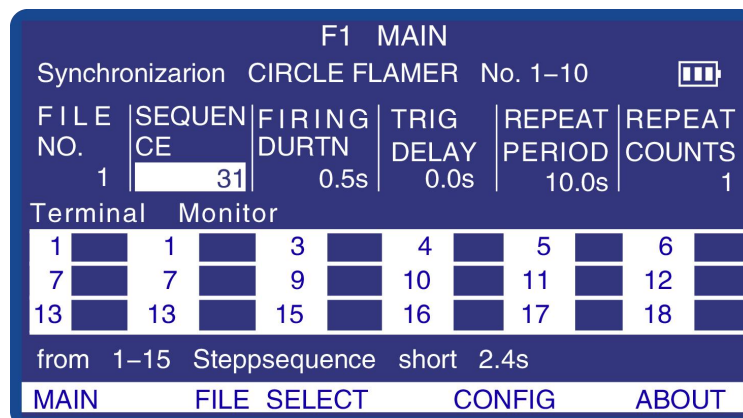 F1 MAIN
Synchronizarion CIRCLE FLAMER No. 1–10
FILE NO. 1 SEQUENCE 31 FIRING DURTN 0.5s TRIG DELAY 0.0s REPEAT PERIOD 10.0s REPEAT COUNTS 1
Terminal Monitor
1 1 3 4 5 6
7 7 9 10 11 12
13 13 15 16 17 18
from 1–15 Steppsequence short 2.4s
MAIN FILE SELECT CONFIG ABOUT